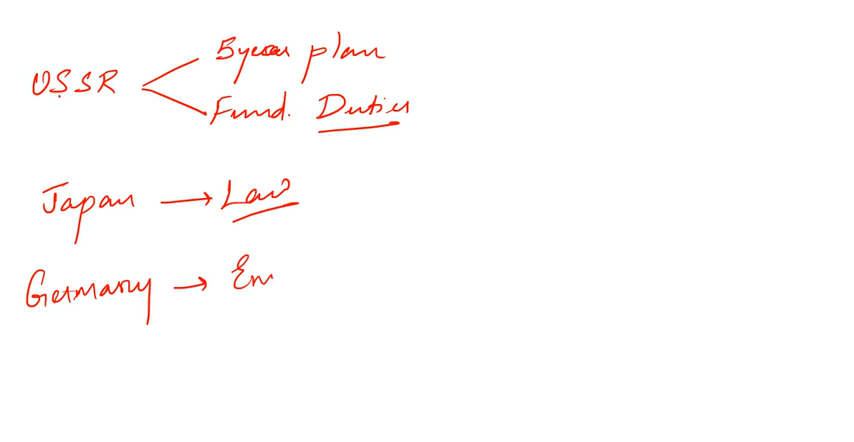 USSR
5year plan
Fund. Duties
Japan → Law
Germany → Em